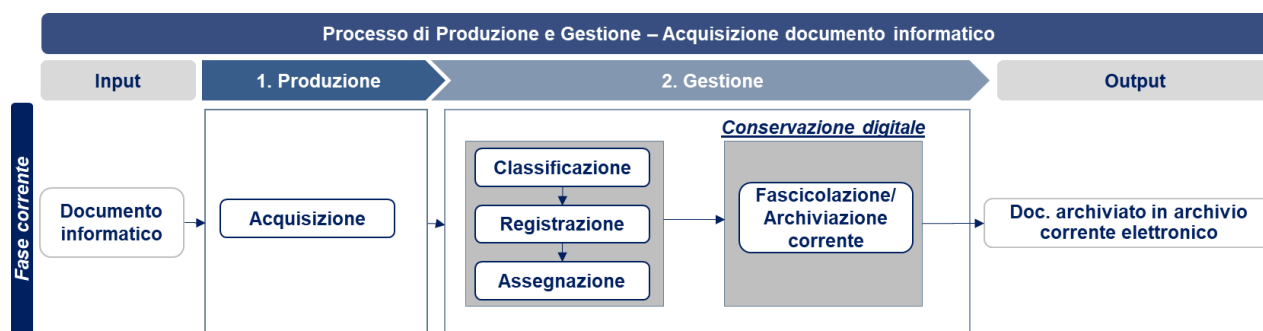 Processo di Produzione e Gestione – Acquisizione documento informatico
Input
1. Produzione
2. Gestione
Output
Fase corrente
Documento
informatico
Acquisizione
Classificazione
Registrazione
Assegnazione
Conservazione digitale
Fascicolazione/
Archiviazione
corrente
Doc. archiviato in archivio
corrente elettronico